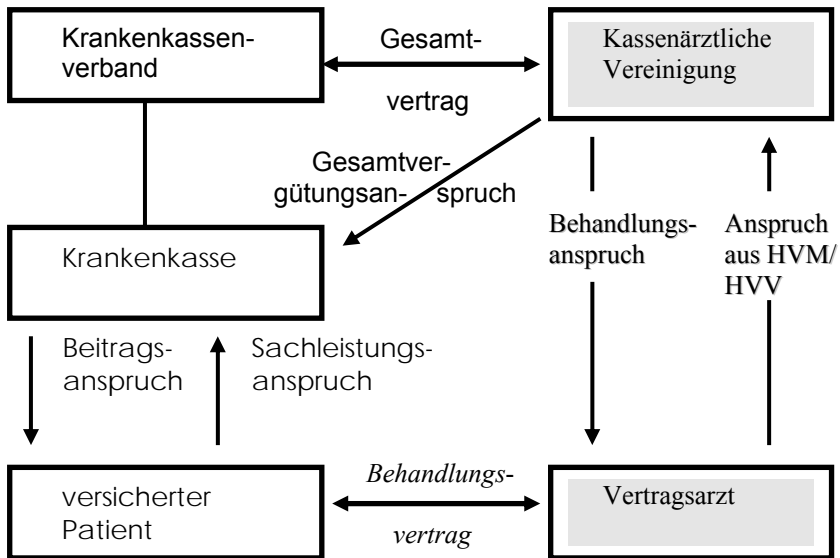 Krankenkassen-
verband
Gesamt-
vertrag
Kassenärztliche
Vereinigung
Gesamtver-
gütungsan- spruch
Behandlungs-
anspruch
Anspruch
aus HVM/
HVV
Krankenkasse
Beitrags-
anspruch
Sachleistungs-
anspruch
versicherter
Patient
Behandlungs-
vertrag
Vertragsarzt